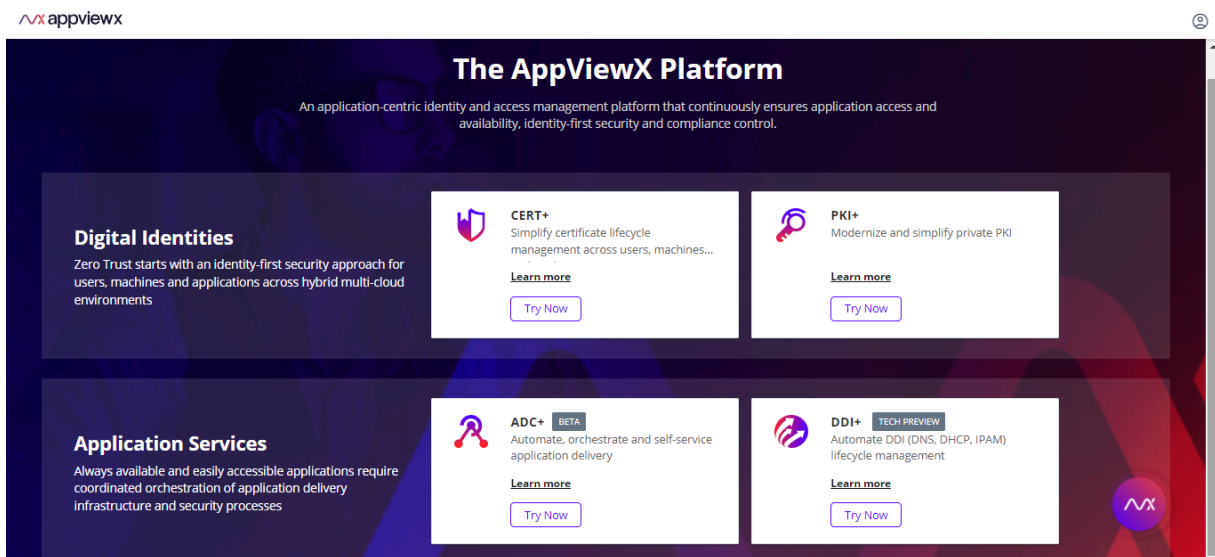 appviewx
The AppViewX Platform
An application-centric identity and access management platform that continuously ensures application access and
availability, identity-first security and compliance control.
Digital Identities
Zero Trust starts with an identity-first security approach for
users, machines and applications across hybrid multi-cloud
environments
CERT+
Simplify certificate lifecycle
management across users, machines...
Learn more
Try Now
PKI+
Modernize and simplify private PKI
Learn more
Try Now
Application Services
Always available and easily accessible applications require
coordinated orchestration of application delivery
infrastructure and security processes
ADC+ BETA
Automate, orchestrate and self-service
application delivery
Learn more
Try Now
DDI+ TECH PREVIEW
Automate DDI (DNS, DHCP, IPAM)
lifecycle management
Learn more
Try Now